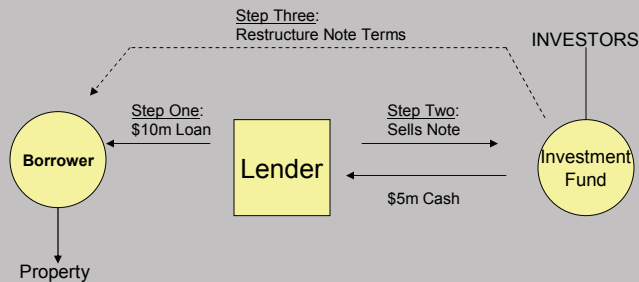 Step Three:
Restructure Note Terms
INVESTORS
Step One:
$10m Loan
Step Two:
Sells Note
Borrower
Lender
Investment
Fund
$5m Cash
Property